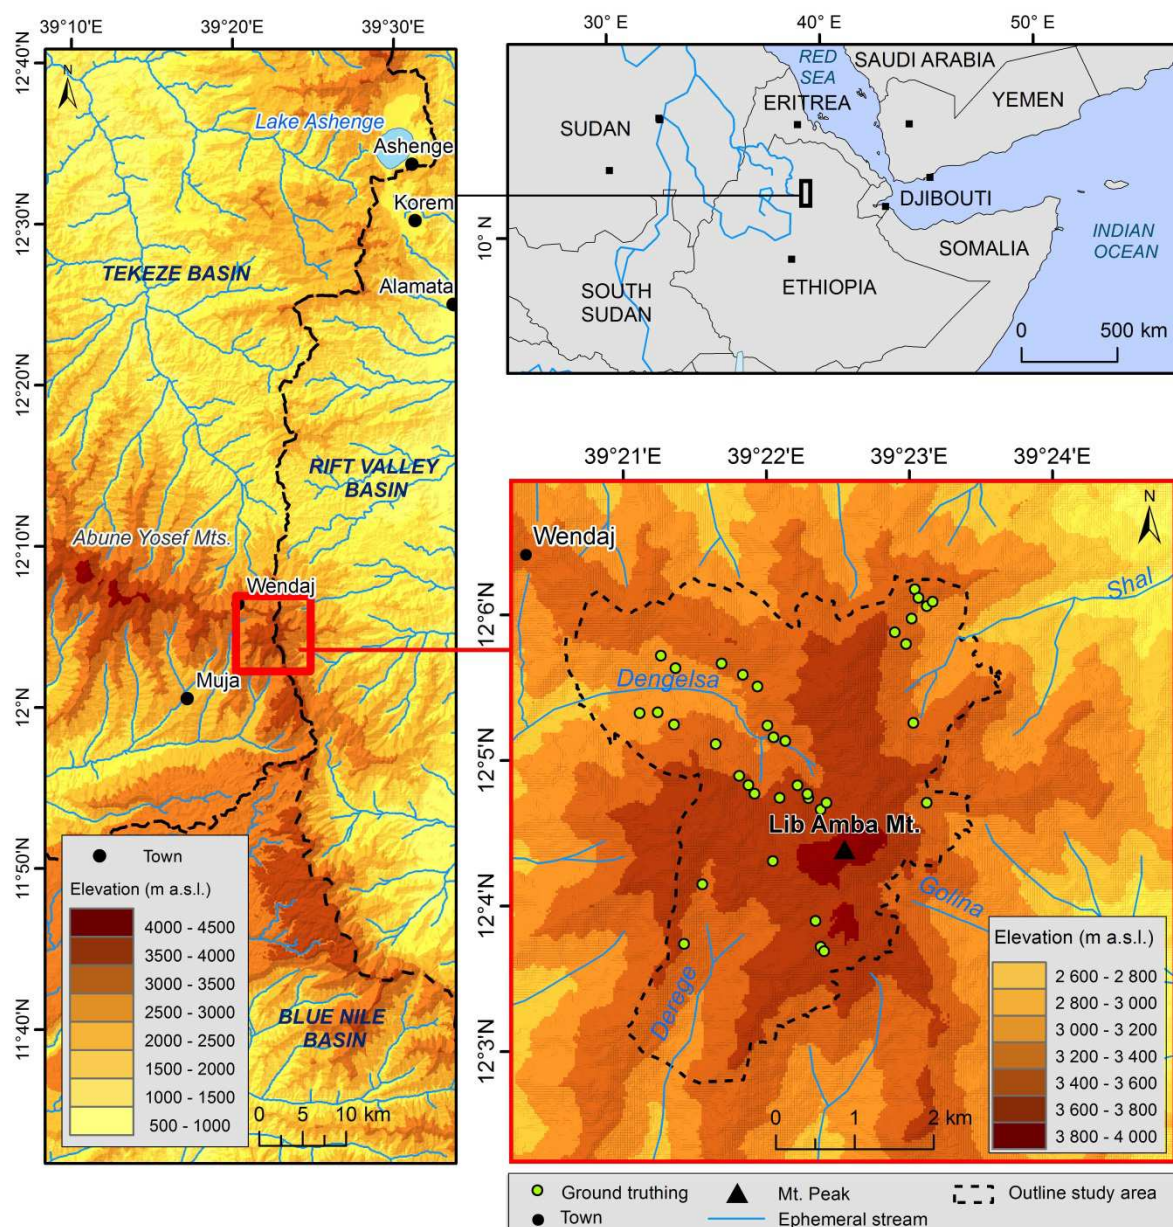 39°10'E 39°20'E 39°30'E
12°40'N
12°30'N
12°20'N
12°10'N
12°0'N
11°50'N
11°40'N
N
Lake Ashenge
Ashenge
Korem
TEKEZE BASIN
Alamata
RIFT VALLEY
BASIN
Abune Yosef Mts.
Wendaj
Muja
BLUE NILE
BASIN
Town
Elevation (m a.s.l.)
4000 - 4500
3500 - 4000
3000 - 3500
2500 - 3000
2000 - 2500
1500 - 2000
1000 - 1500
500 - 1000
0 5 10 km
30° E 40° E 50° E
10° N
RED
SEA
SAUDI ARABIA
ERITREA
YEMEN
SUDAN
DJIBOUTI
INDIAN
OCEAN
SOMALIA
SOUTH
SUDAN
ETHIOPIA
0 500 km
39°21'E 39°22'E 39°23'E 39°24'E
12°6'N
12°5'N
12°4'N
12°3'N
N
Wendaj
Shal
Dengelsa
Lib Amba Mt.
Golina
Derege
Elevation (m a.s.l.)
2 600 - 2 800
2 800 - 3 000
3 000 - 3 200
3 200 - 3 400
3 400 - 3 600
3 600 - 3 800
3 800 - 4 000
0 1 2 km
Ground truthing Mt. Peak Outline study area
Town Ephemeral stream